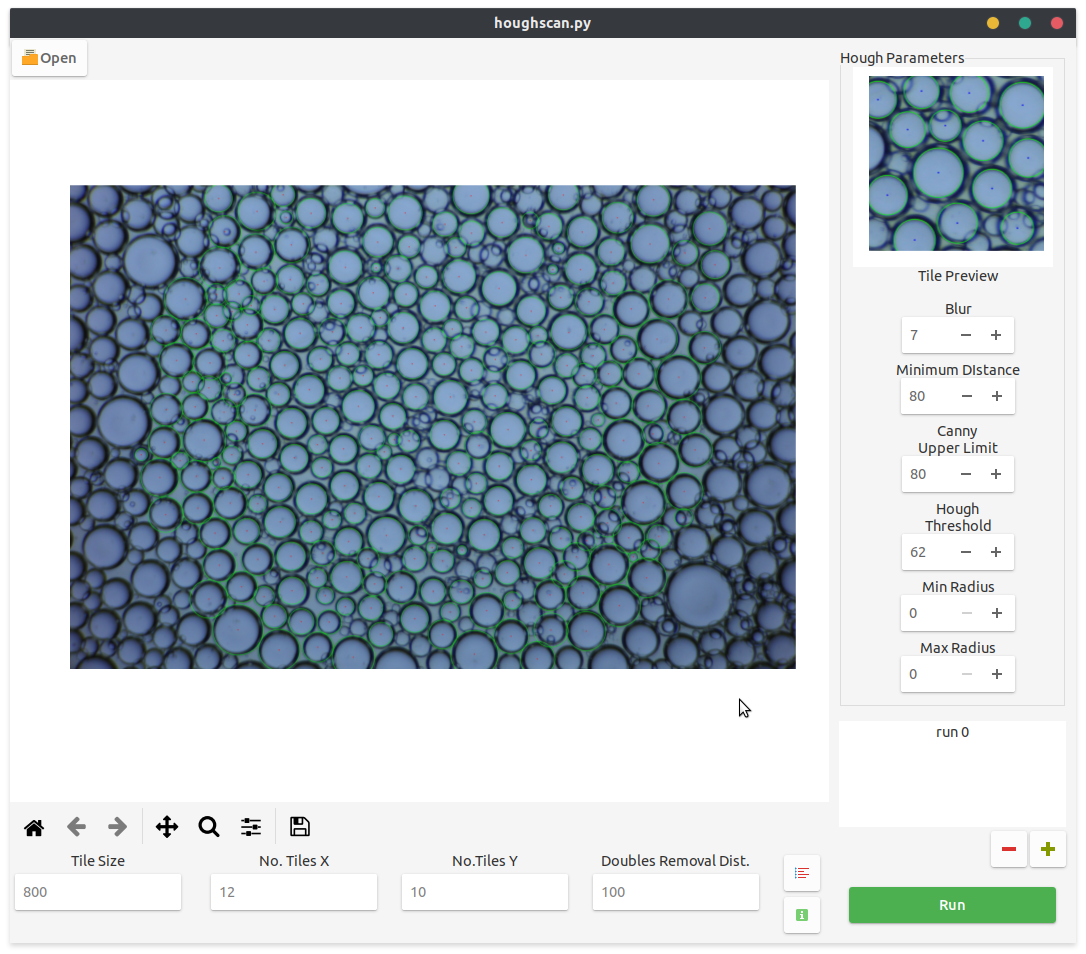 houghscan.py
Open
Hough Parameters
Tile Preview
Blur
7
Minimum DIstance
80
Canny
Upper Limit
80
Hough
Threshold
62
Min Radius
0
Max Radius
0
run 0
Tile Size
No. Tiles X
No.Tiles Y
Doubles Removal Dist.
800
12
10
100
Run